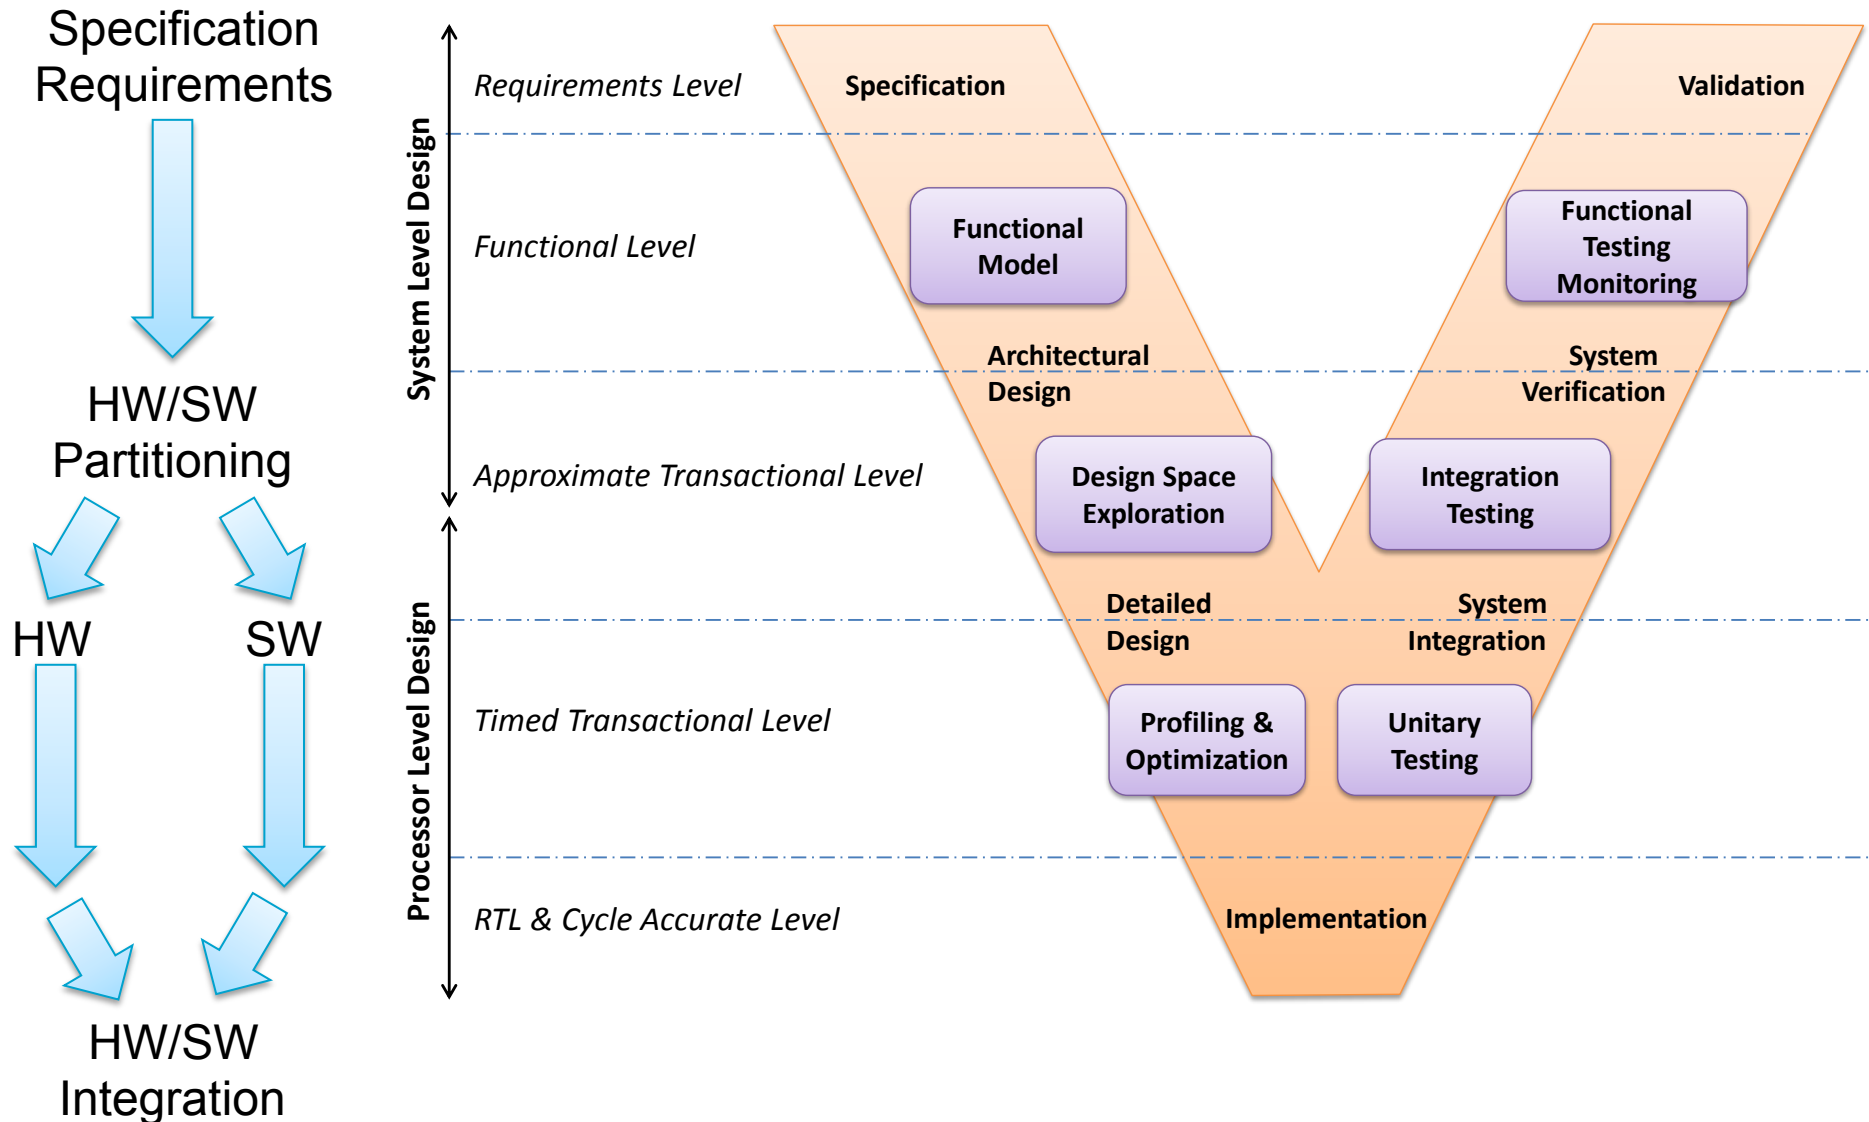 Specification
Requirements
HW/SW
Partitioning
HW
SW
HW/SW
Integration
System Level Design
Processor Level Design
Requirements Level
Functional Level
Approximate Transactional Level
Timed Transactional Level
RTL & Cycle Accurate Level
Specification
Validation
Functional
Model
Functional
Testing
Monitoring
Architectural
Design
System
Verification
Design Space
Exploration
Integration
Testing
Detailed
Design
System
Integration
Profiling &
Optimization
Unitary
Testing
Implementation